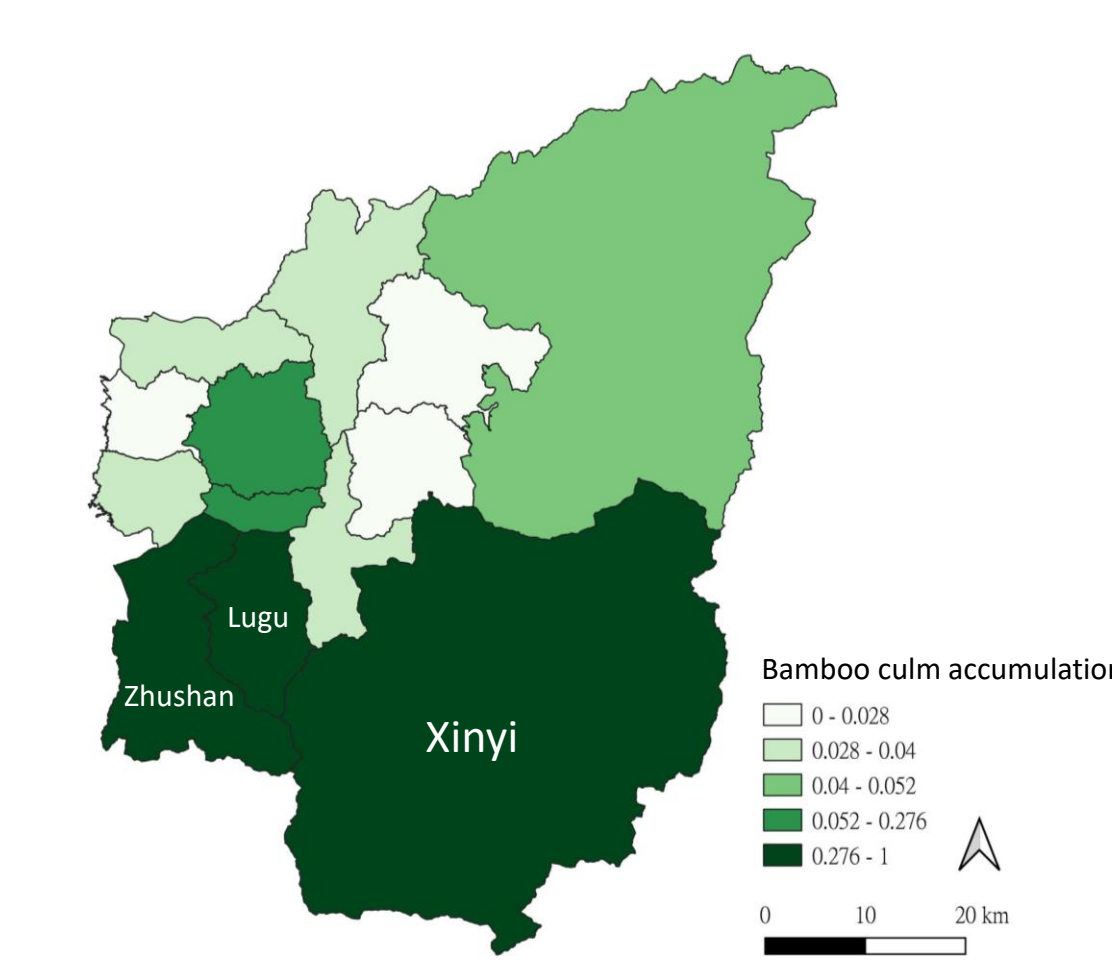 Lugu
Zhushan
Xinyi
Bamboo culm accumulation
0 - 0.028
0.028 - 0.04
0.04 - 0.052
0.052 - 0.276
0.276 - 1
0 10 20 km